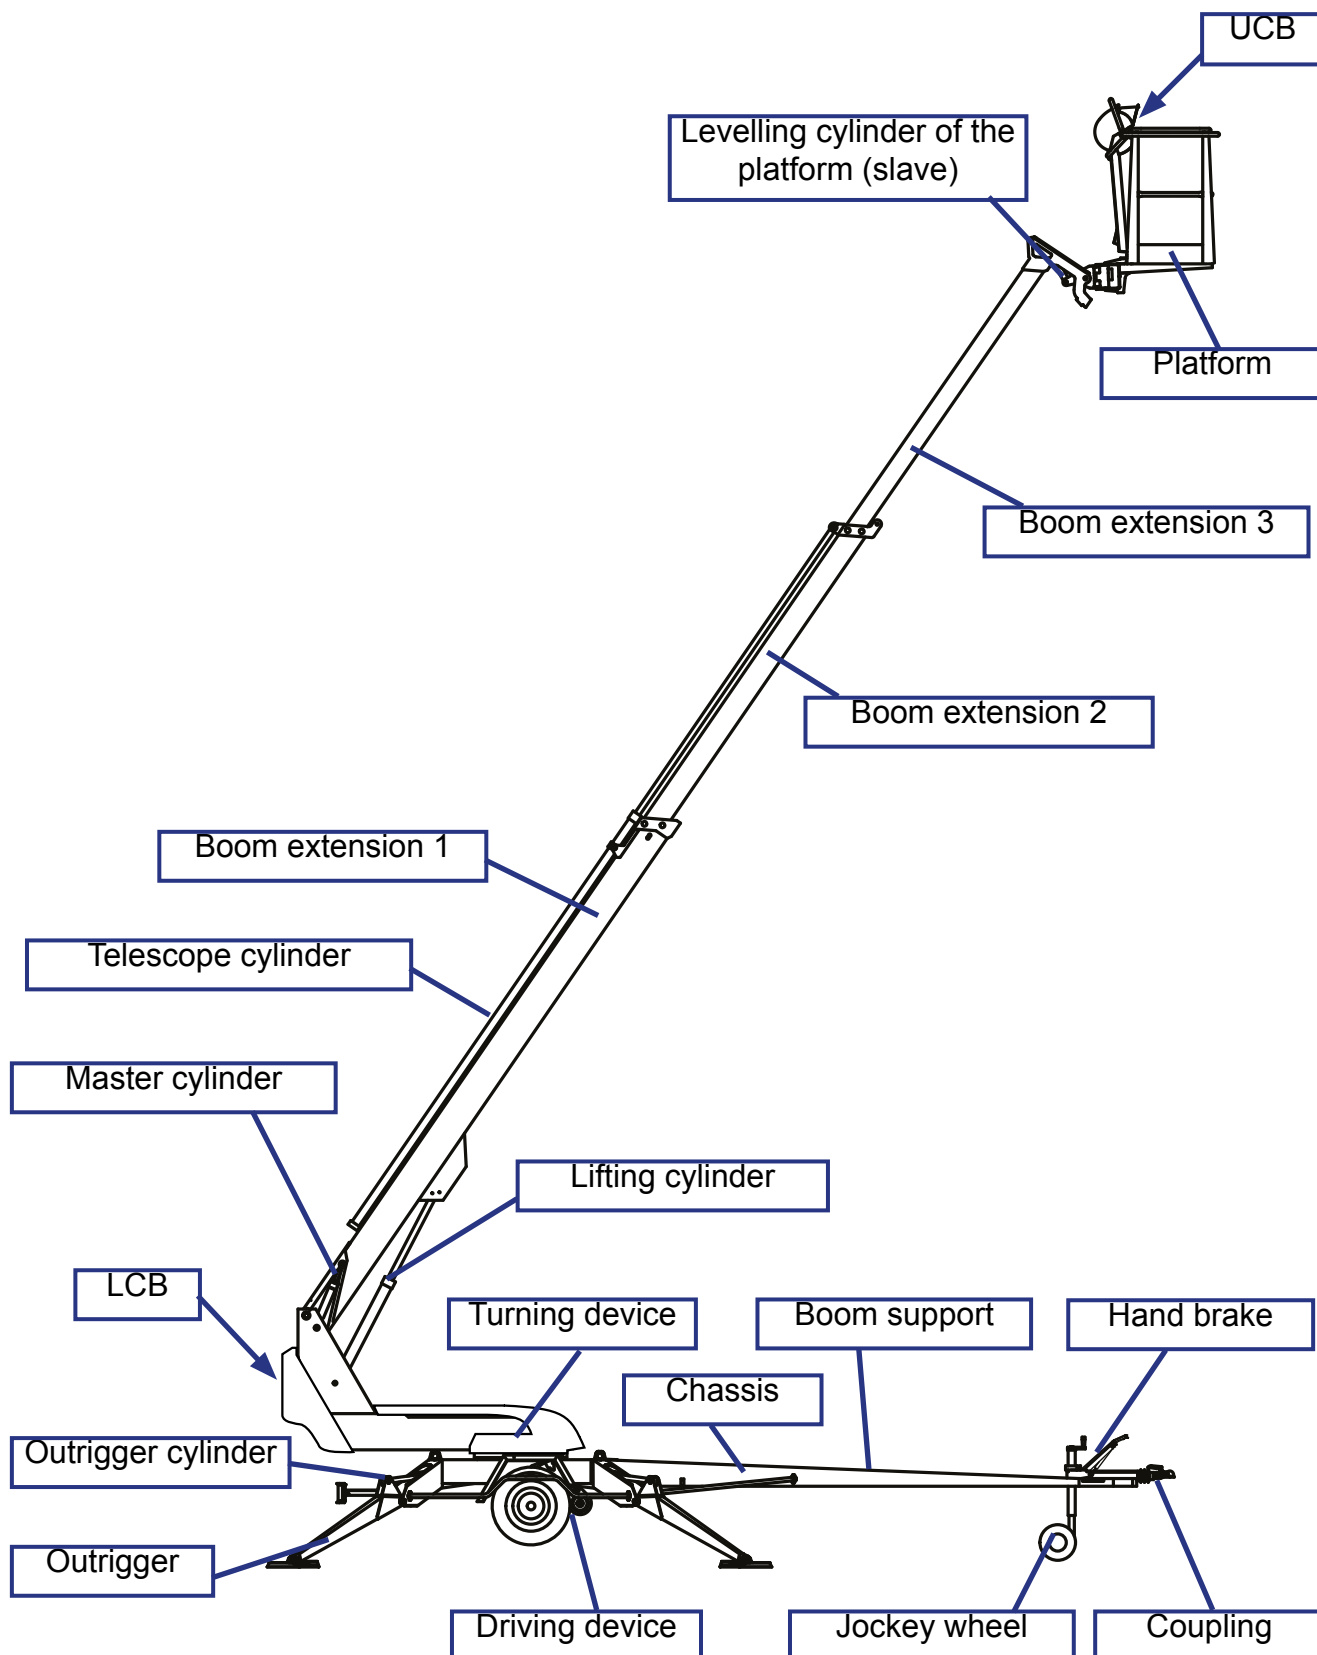 UCB
Levelling cylinder of the
platform (slave)
Platform
Boom extension 3
Boom extension 2
Boom extension 1
Telescope cylinder
Master cylinder
Lifting cylinder
LCB
Turning device
Boom support
Hand brake
Chassis
Outrigger cylinder
Outrigger
Driving device
Jockey wheel
Coupling